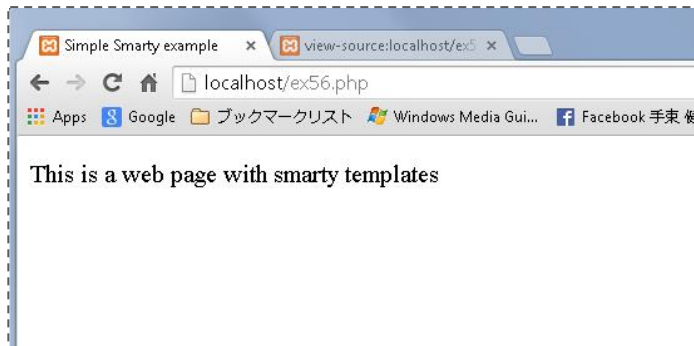 Simple Smarty example
view-source:localhost/ex5
localhost/ex56.php
Apps Google ブックマークリスト Windows Media Gui... Facebook 手束
This is a web page with smarty templates